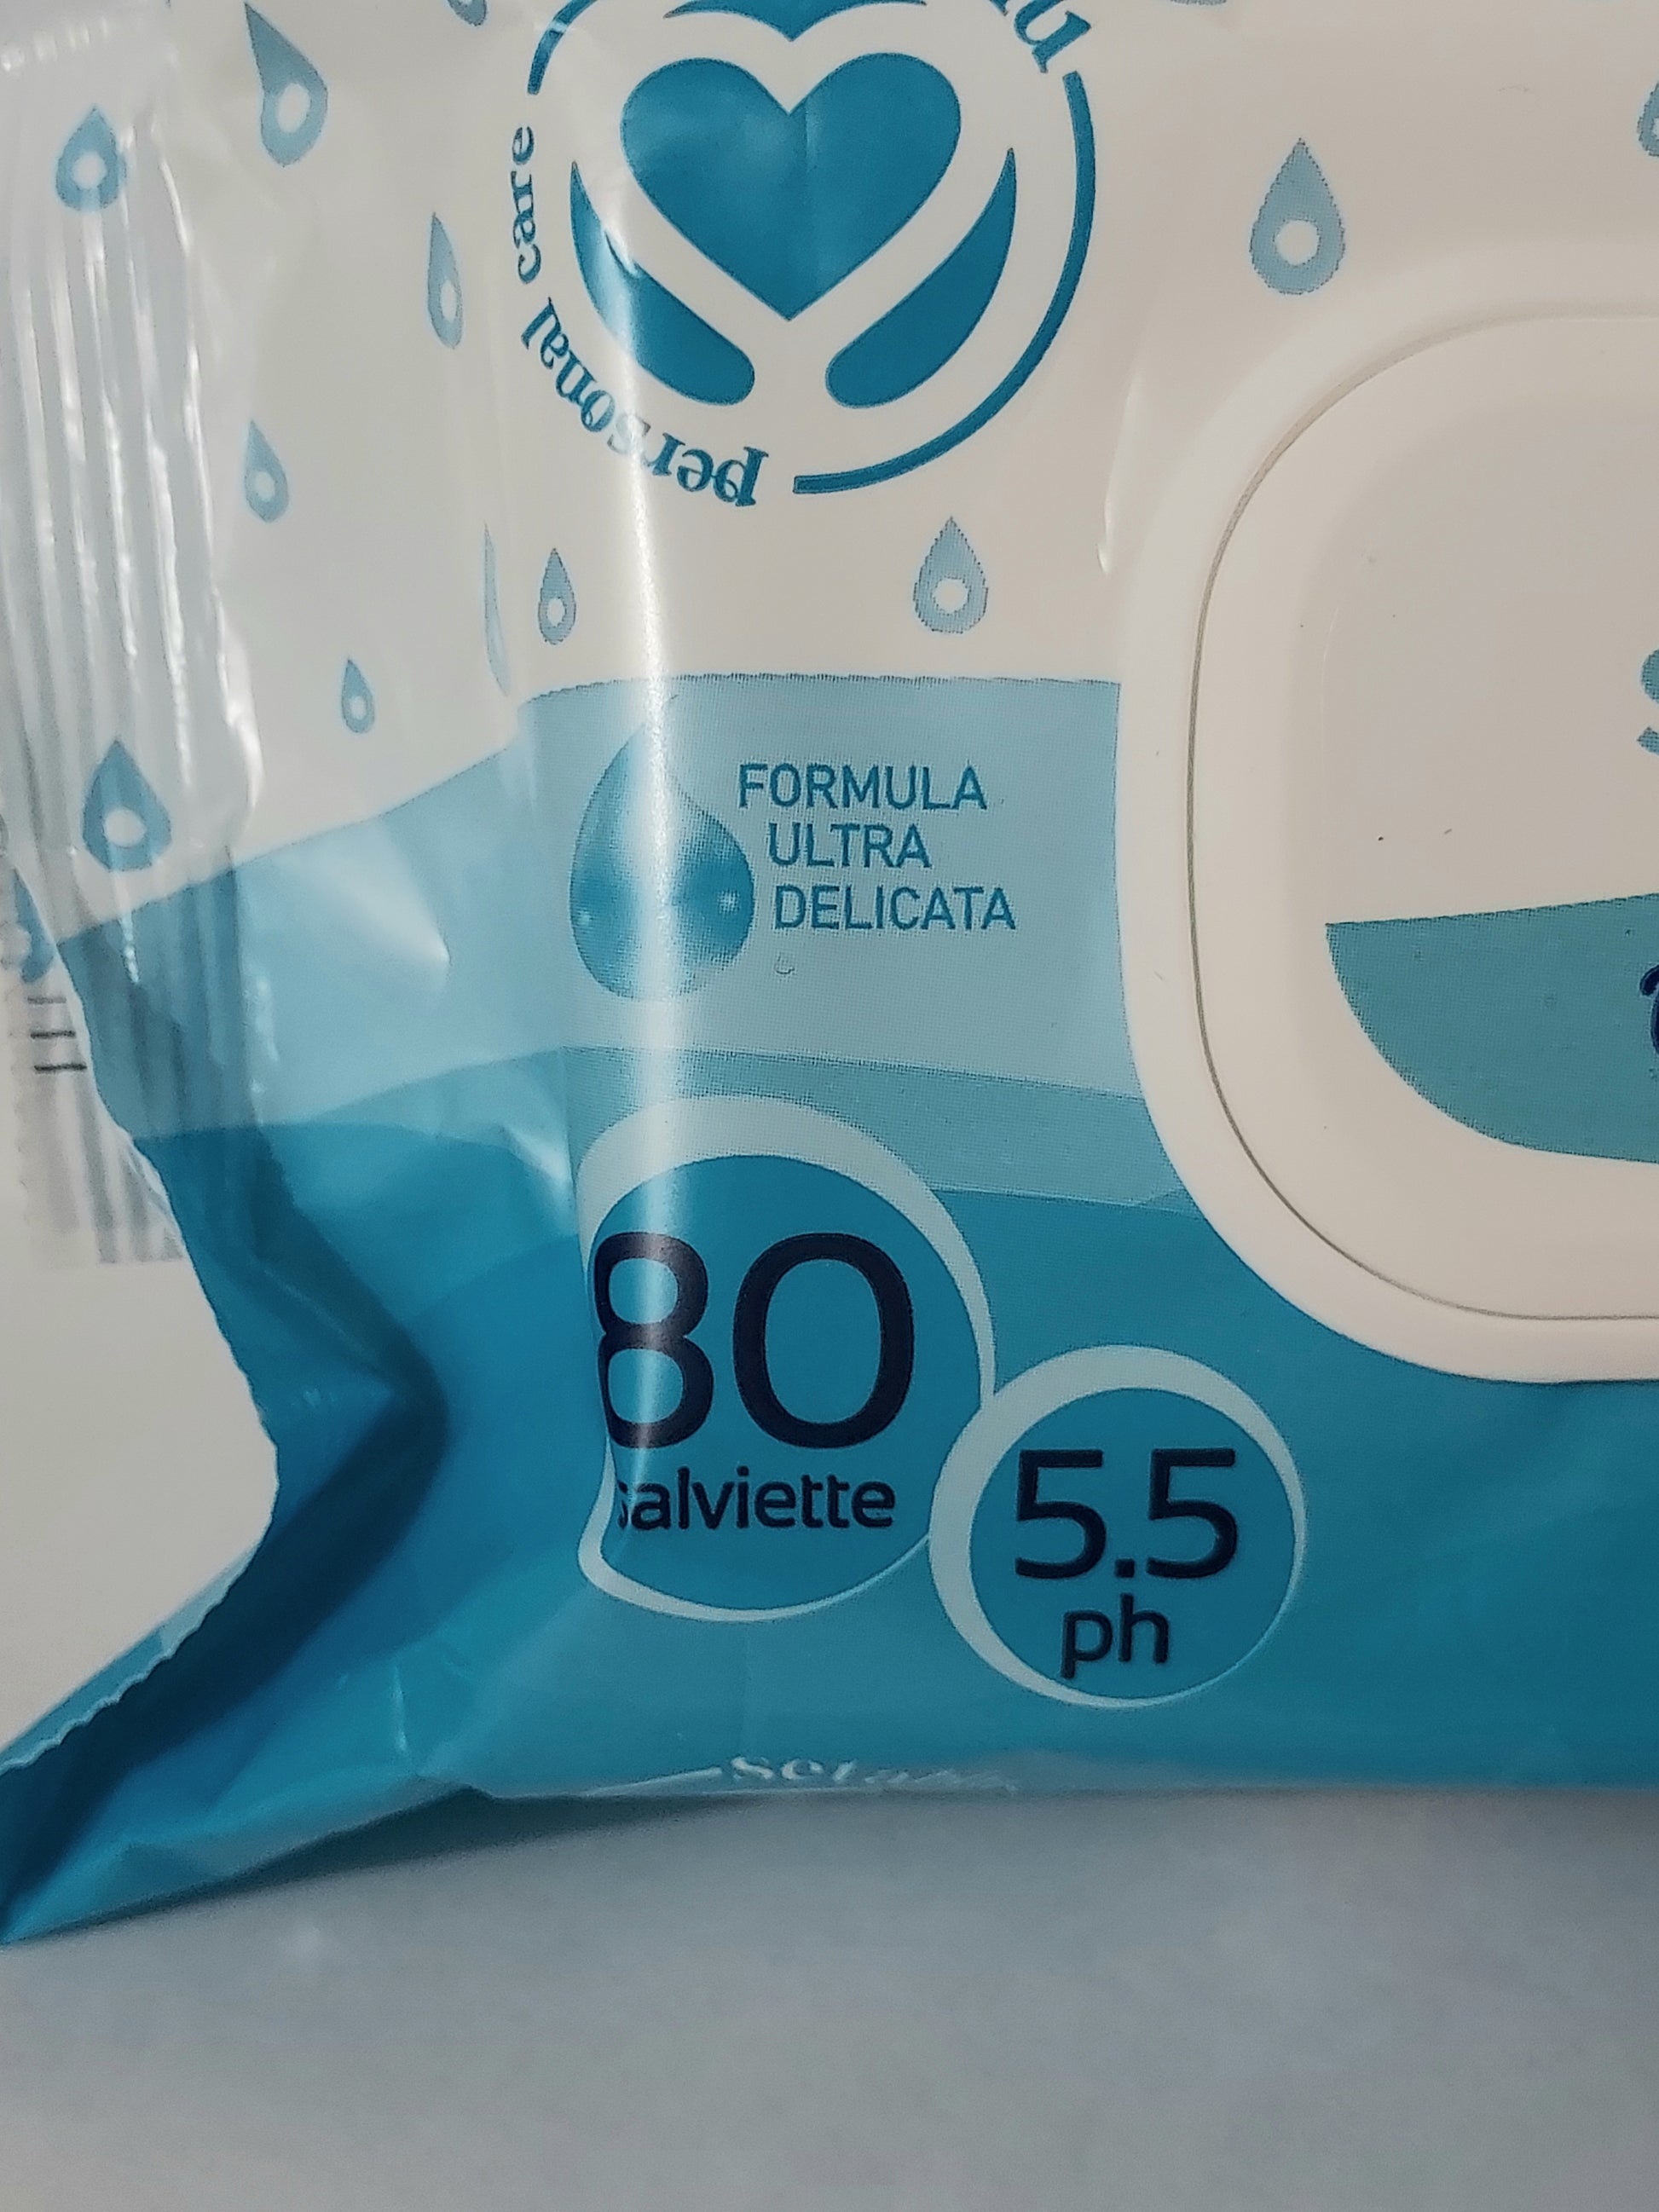 personal care
FORMULA
ULTRA
DELICATA
80
salviette
5.5
ph